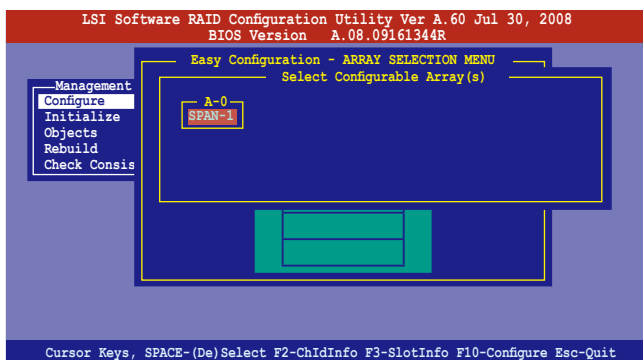 LSI Software RAID Configuration Utility Ver A.60 Jul 30, 2008
BIOS Version A.08.09161344R
Easy Configuration - ARRAY SELECTION MENU
Select Configurable Array(s)
A-0
SPAN-1
Management
Configure
Initialize
Objects
Rebuild
Check Consis
Cursor Keys, SPACE-(De)Select F2-ChIdInfo F3-SlotInfo F10-Configure Esc-Quit